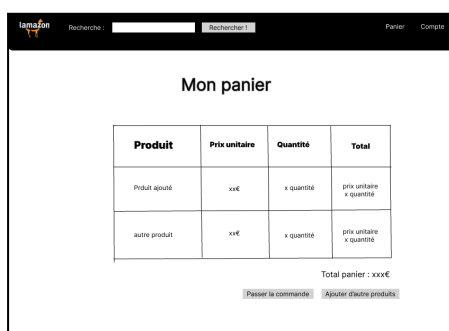 lamazon
Recherche :
Rechercher !
Panier
Compte
Mon panier
Produit
Prix unitaire
Quantité
Total
Prduit ajouté
xx€
x quantité
prix unitaire
x quantité
autre produit
xx€
x quantité
prix unitaire
x quantité
Total panier : xxx€
Passer la commande
Ajouter d'autre produits